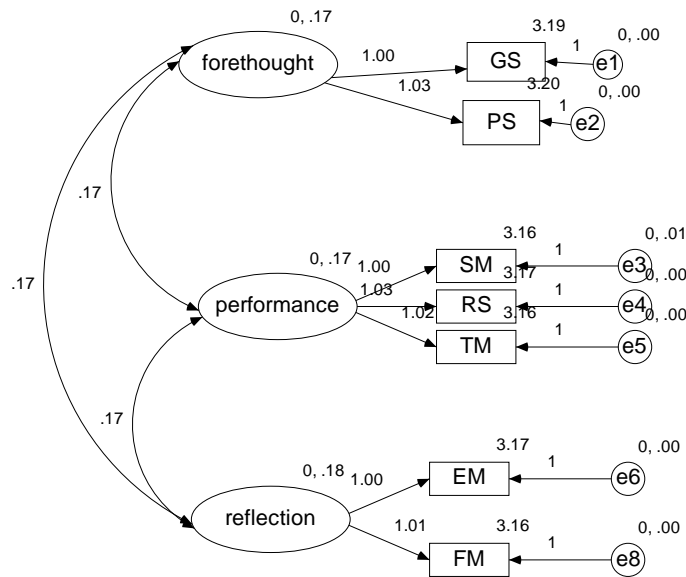 0, .17
3.19
0, .00
forethought
1.00
GS
1
e1
1.03
3.20
0, .00
PS
1
e2
.17
.17
3.16
0, .01
0, .17
1.00
SM
1
e3
3.17
0, .00
performance
1.03
RS
1
e4
1.02
3.16
0, .00
TM
1
e5
.17
3.17
0, .00
0, .18
1.00
EM
1
e6
reflection
1.01
3.16
0, .00
FM
1
e8